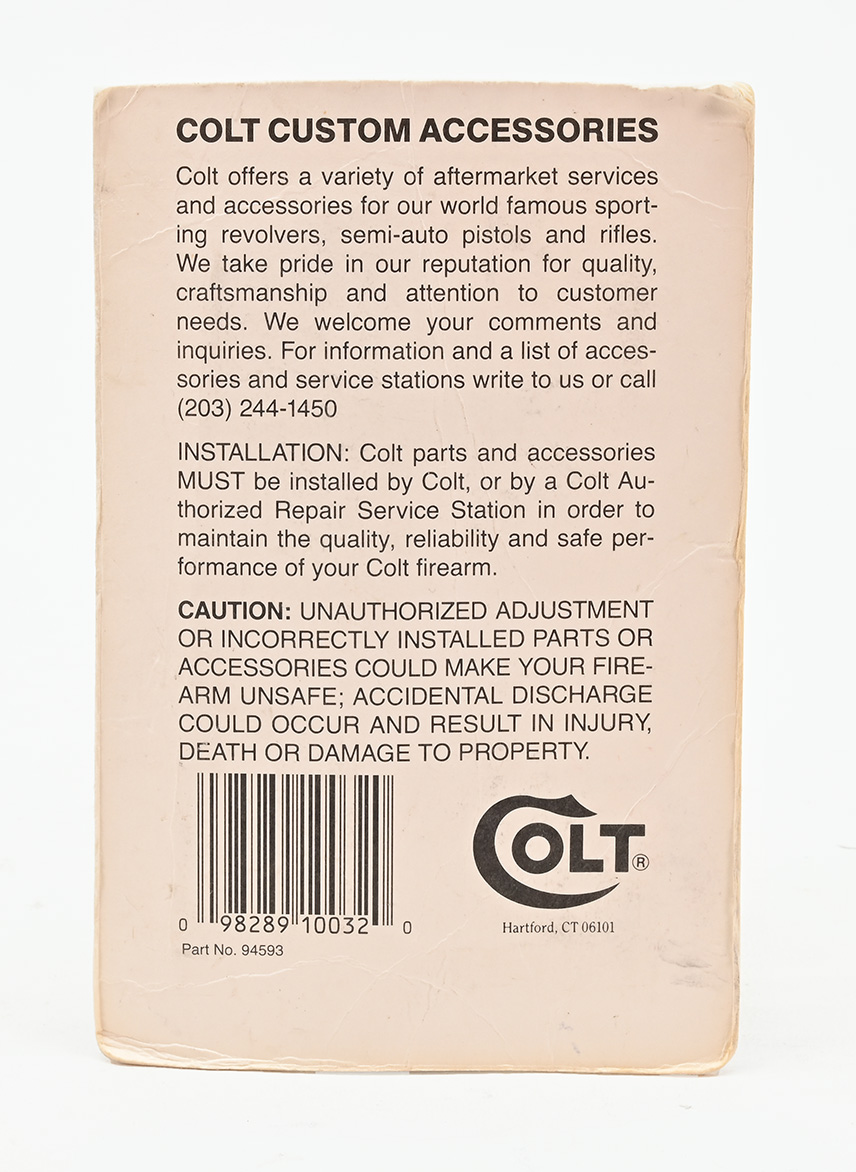 COLT CUSTOM ACCESSORIES
Colt offers a variety of aftermarket services
and accessories for our world famous sport-
ing revolvers, semi-auto pistols and rifles.
We take pride in our reputation for quality,
craftsmanship and attention to customer
needs. We welcome your comments and
inquiries. For information and a list of acces-
sories and service stations write to us or call
(203) 244-1450
INSTALLATION: Colt parts and accessories
MUST be installed by Colt, or by a Colt Au-
thorized Repair Service Station in order to
maintain the quality, reliability and safe per-
formance of your Colt firearm.
CAUTION: UNAUTHORIZED ADJUSTMENT
OR INCORRECTLY INSTALLED PARTS OR
ACCESSORIES COULD MAKE YOUR FIRE-
ARM UNSAFE; ACCIDENTAL DISCHARGE
COULD OCCUR AND RESULT IN INJURY,
DEATH OR DAMAGE TO PROPERTY.
0 98289 10032 0
Part No. 94593
COLT®
Hartford, CT 06101